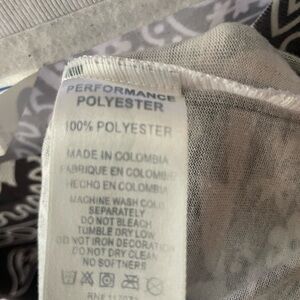 PERFORMANCE
POLYESTER
100% POLYESTER
MADE IN COLOMBIA
FABRIQUE EN COLOMBIE
HECHO EN COLOMBIA
MACHINE WASH COLD
SEPARATELY
DO NOT BLEACH
TUMBLE DRY LOW
DO NOT IRON DECORATION
DO NOT DRY CLEAN
NO SOFTNERS